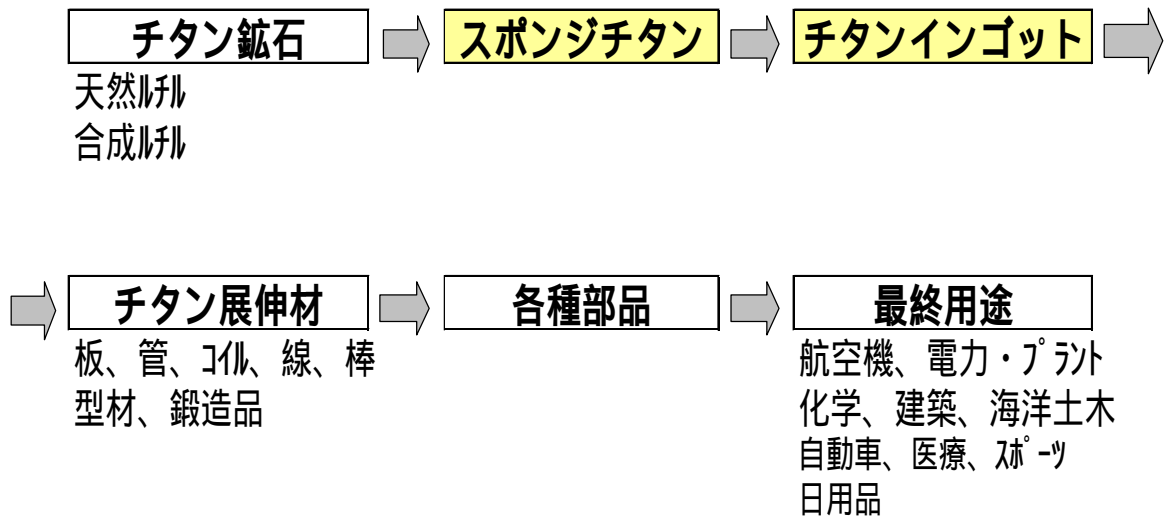 チタン鉱石
スポンジチタン
チタンインゴット
天然ﾙﾁﾙ
合成ﾙﾁﾙ
チタン展伸材
各種部品
最終用途
板、管、ｺｲﾙ、線、棒
型材、鍛造品
航空機、電力・ﾌﾟﾗﾝﾄ
化学、建築、海洋土木
自動車、医療、ｽﾎﾟｰﾂ
日用品